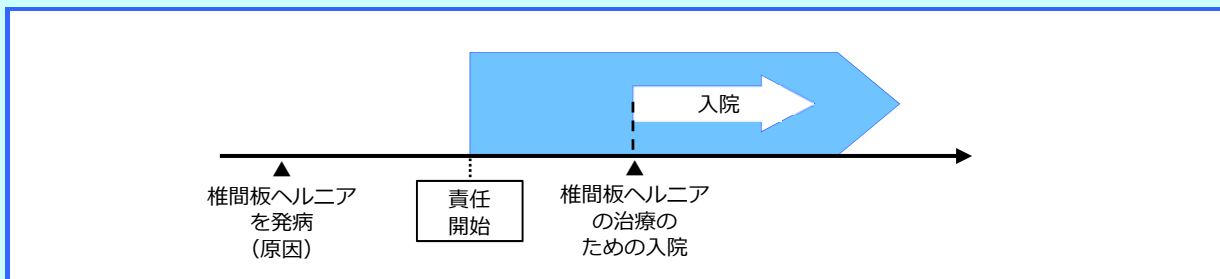 入院
椎間板ヘルニア
を発病
（原因）
責任
開始
椎間板ヘルニア
の治療の
ための入院